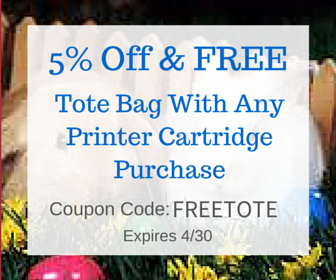 5% Off & FREE
Tote Bag With Any
Printer Cartridge
Purchase
Coupon Code: FREETOTE
Expires 4/30